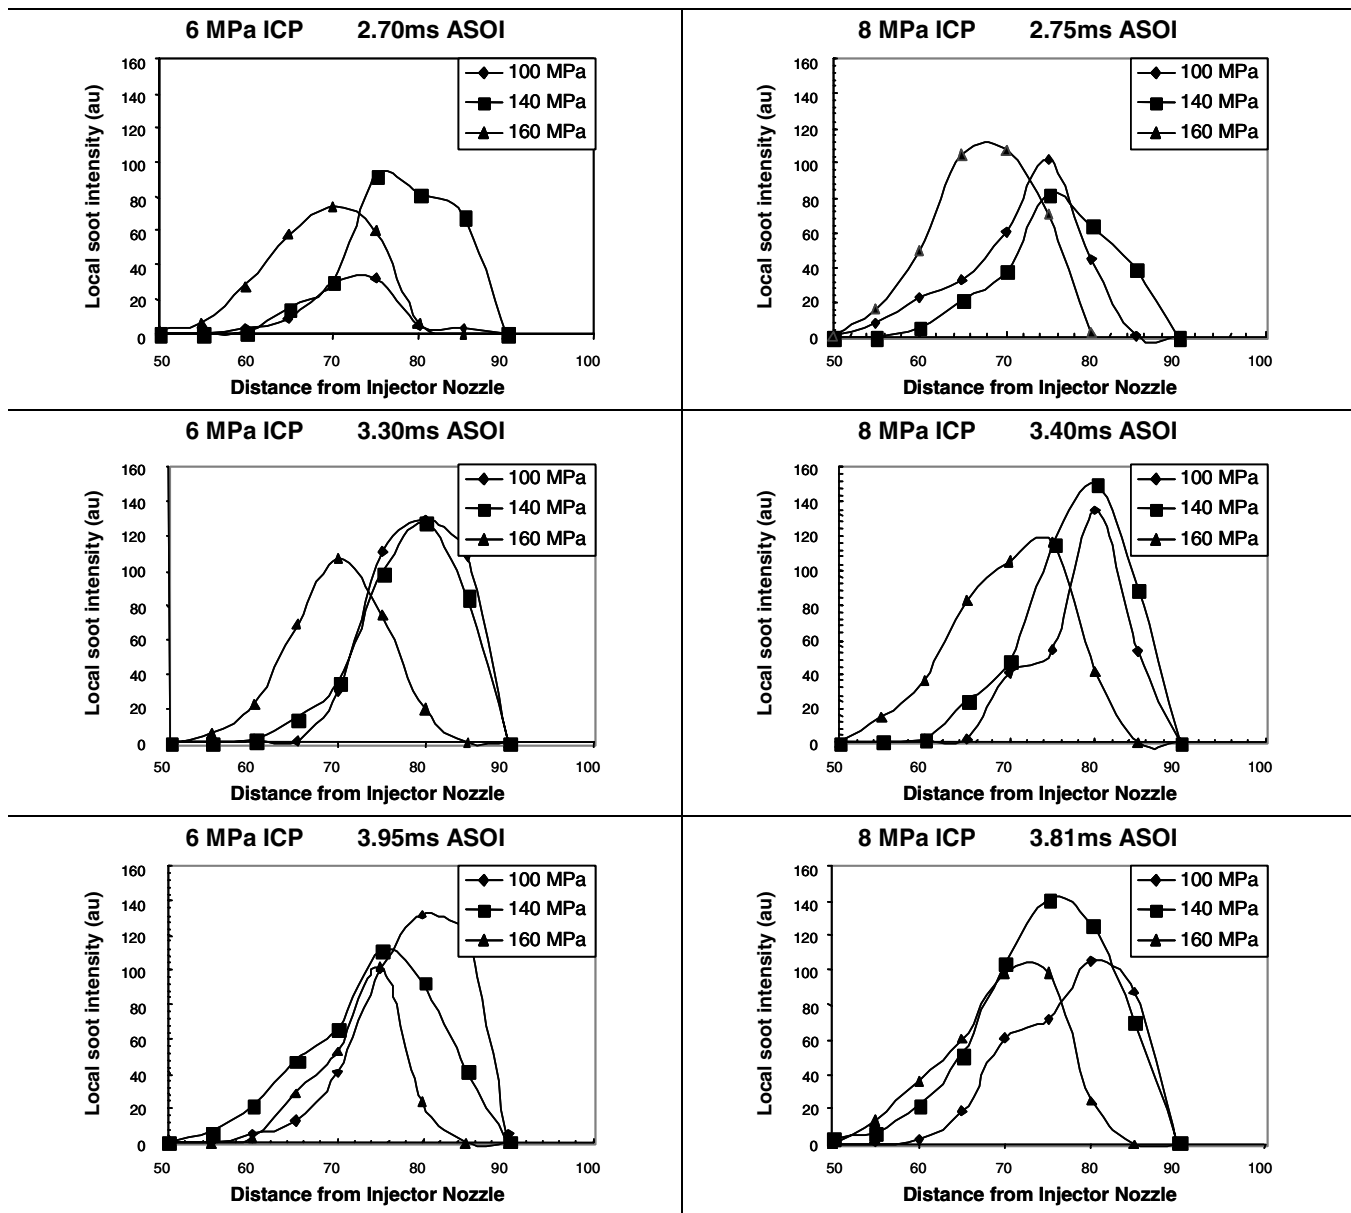 6 MPa ICP 2.70ms ASOI
160
140
120
100
80
60
40
20
0
Local soot intensity (au)
100 MPa
140 MPa
160 MPa
50 60 70 80 90 100
Distance from Injector Nozzle
8 MPa ICP 2.75ms ASOI
160
140
120
100
80
60
40
20
0
Local soot intensity (au)
100 MPa
140 MPa
160 MPa
50 60 70 80 90 100
Distance from Injector Nozzle
6 MPa ICP 3.30ms ASOI
160
140
120
100
80
60
40
20
0
Local soot intensity (au)
100 MPa
140 MPa
160 MPa
50 60 70 80 90 100
Distance from Injector Nozzle
8 MPa ICP 3.40ms ASOI
160
140
120
100
80
60
40
20
0
Local soot intensity (au)
100 MPa
140 MPa
160 MPa
50 60 70 80 90 100
Distance from Injector Nozzle
6 MPa ICP 3.95ms ASOI
160
140
120
100
80
60
40
20
0
Local soot intensity (au)
100 MPa
140 MPa
160 MPa
50 60 70 80 90 100
Distance from Injector Nozzle
8 MPa ICP 3.81ms ASOI
160
140
120
100
80
60
40
20
0
Local soot intensity (au)
100 MPa
140 MPa
160 MPa
50 60 70 80 90 100
Distance from Injector Nozzle